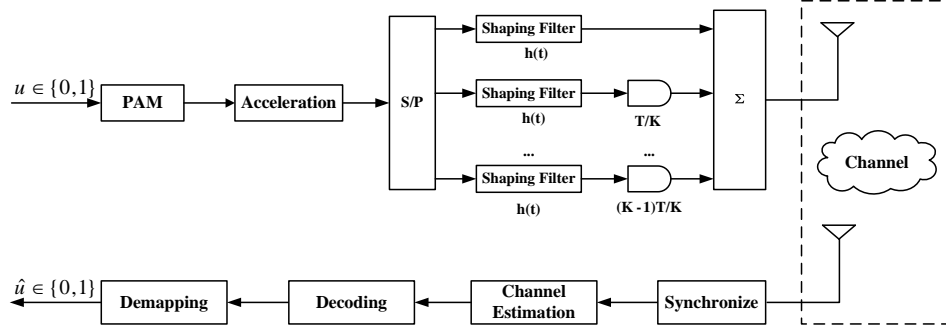 u ∈ {0,1}
PAM
Acceleration
S/P
Shaping Filter
h(t)
Shaping Filter
h(t)
T/K
...
...
Shaping Filter
h(t)
(K-1)T/K
Σ
Channel
û ∈ {0,1}
Demapping
Decoding
Channel
Estimation
Synchronize